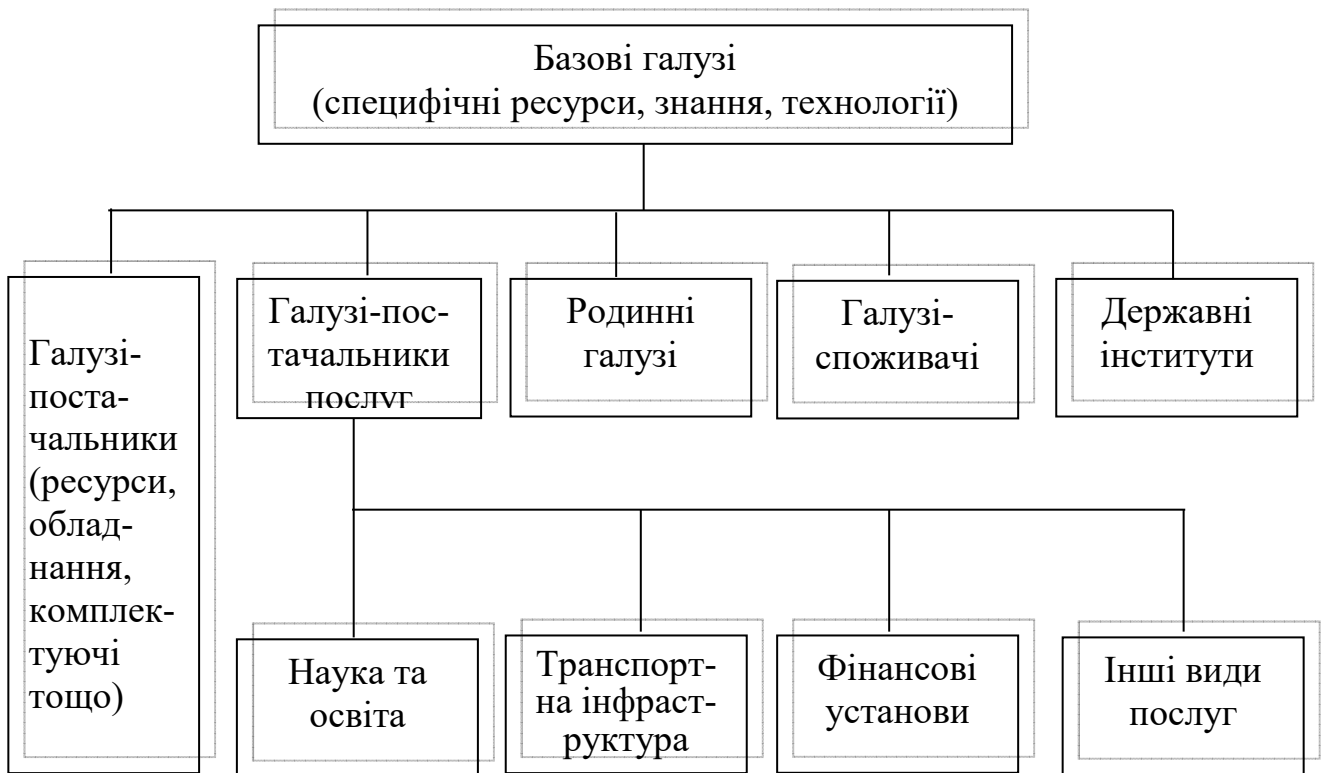 Базові галузі
(специфічні ресурси, знання, технології)
Галузі-
поста-
чальники
(ресурси,
облад-
нання,
комплек-
туючі
тощо)
Галузі-пос-
тачальники
послуг
Родинні
галузі
Галузі-
споживачі
Державні
інститути
Наука та
освіта
Транспорт-
на інфраст-
руктура
Фінансові
установи
Інші види
послуг